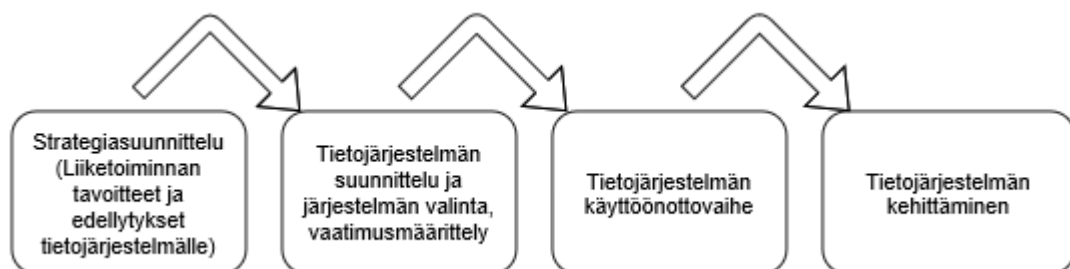 Strategiasuunnittelu
(Liiketoiminnan
tavoitteet ja
edellytykset
tietojärjestelmälle)
Tietojärjestelmän
suunnittelu ja
järjestelmän valinta,
vaatimusmäärittely
Tietojärjestelmän
käyttöönottovaihe
Tietojärjestelmän
kehittäminen